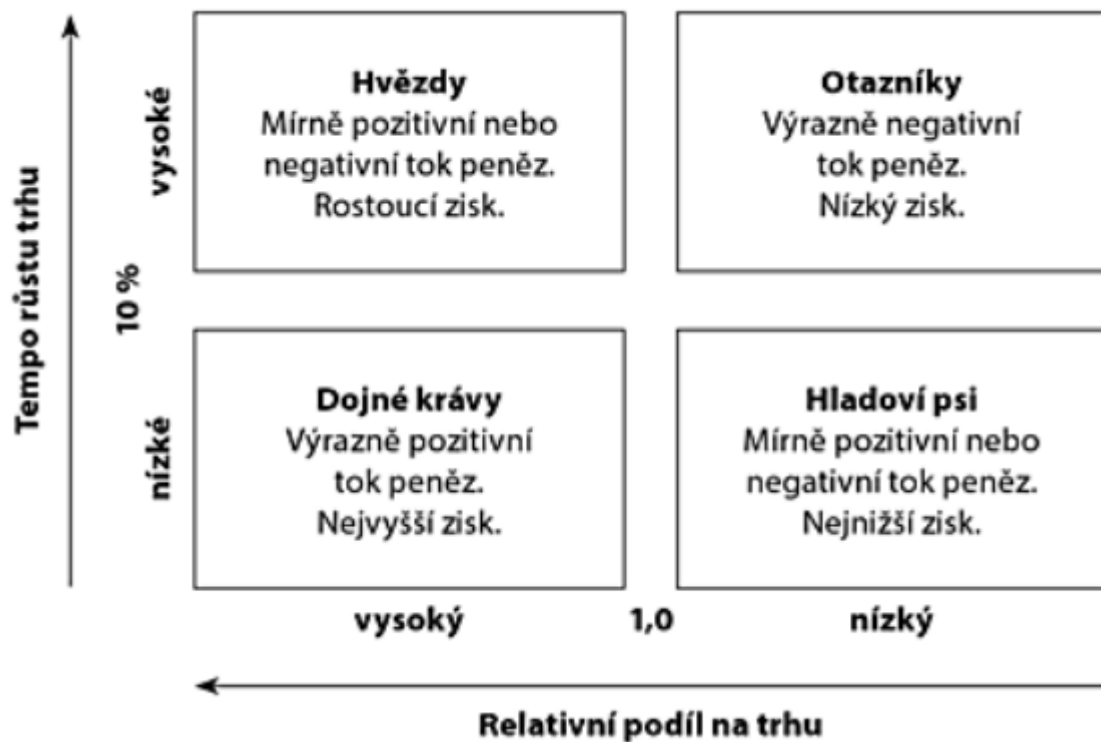 Tempo růstu trhu
vysoké
10 %
nízké
Hvězdy
Mírně pozitivní nebo
negativní tok peněz.
Rostoucí zisk.
Otazníky
Výrazně negativní
tok peněz.
Nízký zisk.
Dojné krávy
Výrazně pozitivní
tok peněz.
Nejvyšší zisk.
Hladoví psi
Mírně pozitivní nebo
negativní tok peněz.
Nejnižší zisk.
vysoký
1,0
nízký
Relativní podíl na trhu